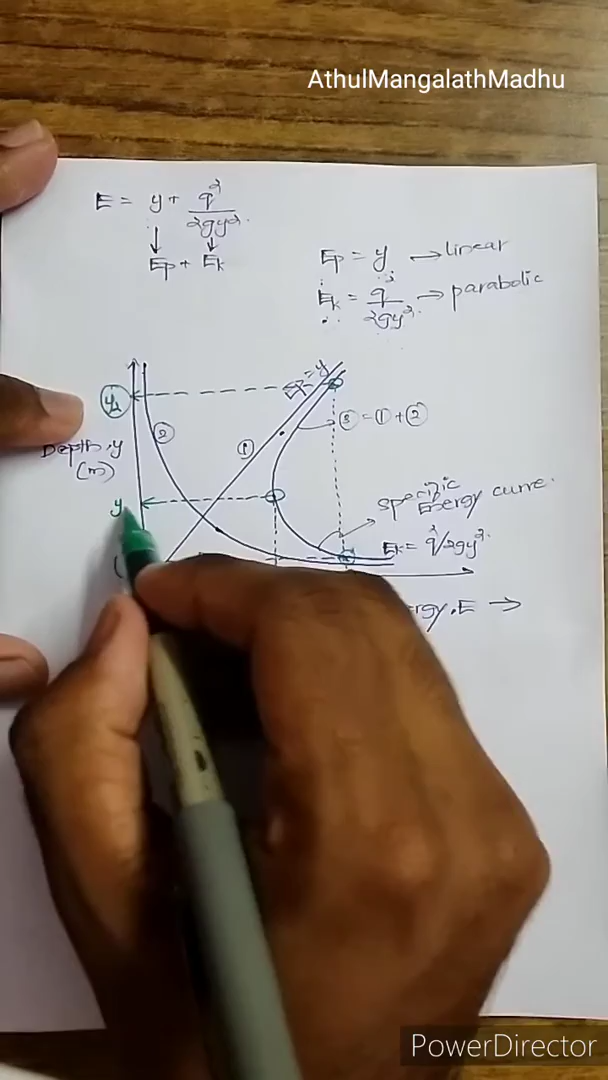 AthulMangalathMadhu
E = y + q²/2gy²
Ep + Ek
Ep = y → linear
Ek = q²/2gy² → parabolic
Ep = y
y₂
②
①
③ = ① + ②
Depth, y
(m)
specific
Energy curve.
y
Ek = q²/2gy²
ergy, E →
PowerDirector